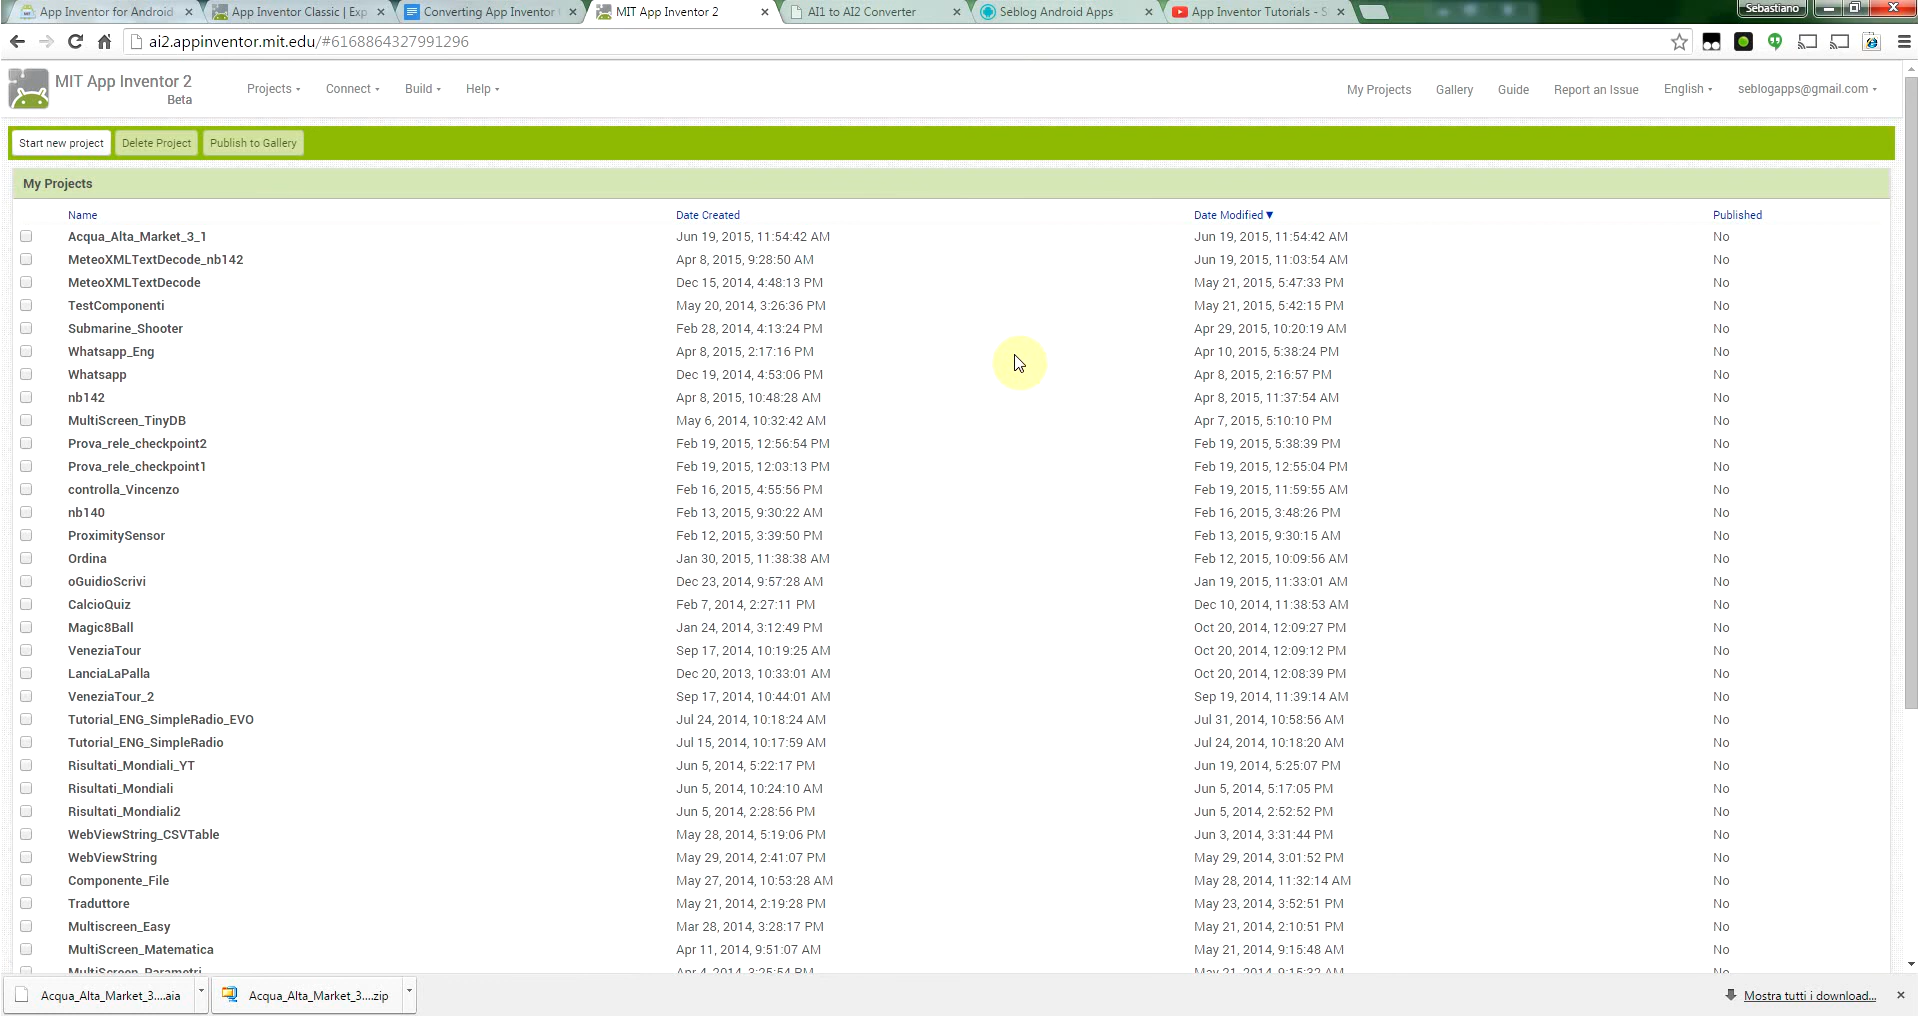 App Inventor for Android
App Inventor Classic | Exp
Converting App Inventor
MIT App Inventor 2
AI1 to AI2 Converter
Seblog Android Apps
App Inventor Tutorials - S
Sebastiano
ai2.appinventor.mit.edu/#6168864327991296
MIT App Inventor 2
Beta
Projects
Connect
Build
Help
My Projects
Gallery
Guide
Report an Issue
English
seblogapps@gmail.com
Start new project
Delete Project
Publish to Gallery
My Projects
Name Date Created Date Modified ▼ Published
Acqua_Alta_Market_3_1 Jun 19, 2015, 11:54:42 AM Jun 19, 2015, 11:54:42 AM No
MeteoXMLTextDecode_nb142 Apr 8, 2015, 9:28:50 AM Jun 19, 2015, 11:03:54 AM No
MeteoXMLTextDecode Dec 15, 2014, 4:48:13 PM May 21, 2015, 5:47:33 PM No
TestComponenti May 20, 2014, 3:26:36 PM May 21, 2015, 5:42:15 PM No
Submarine_Shooter Feb 28, 2014, 4:13:24 PM Apr 29, 2015, 10:20:19 AM No
Whatsapp_Eng Apr 8, 2015, 2:17:16 PM Apr 10, 2015, 5:38:24 PM No
Whatsapp Dec 19, 2014, 4:53:06 PM Apr 8, 2015, 2:16:57 PM No
nb142 Apr 8, 2015, 10:48:28 AM Apr 8, 2015, 11:37:54 AM No
MultiScreen_TinyDB May 6, 2014, 10:32:42 AM Apr 7, 2015, 5:10:10 PM No
Prova_rele_checkpoint2 Feb 19, 2015, 12:56:54 PM Feb 19, 2015, 5:38:39 PM No
Prova_rele_checkpoint1 Feb 19, 2015, 12:03:13 PM Feb 19, 2015, 12:55:04 PM No
controlla_Vincenzo Feb 16, 2015, 4:55:56 PM Feb 19, 2015, 11:59:55 AM No
nb140 Feb 13, 2015, 9:30:22 AM Feb 16, 2015, 3:48:26 PM No
ProximitySensor Feb 12, 2015, 3:39:50 PM Feb 13, 2015, 9:30:15 AM No
Ordina Jan 30, 2015, 11:38:38 AM Feb 12, 2015, 10:09:56 AM No
oGuidioScrivi Dec 23, 2014, 9:57:28 AM Jan 19, 2015, 11:33:01 AM No
CalcioQuiz Feb 7, 2014, 2:27:11 PM Dec 10, 2014, 11:38:53 AM No
Magic8Ball Jan 24, 2014, 3:12:49 PM Oct 20, 2014, 12:09:27 PM No
VeneziaTour Sep 17, 2014, 10:19:25 AM Oct 20, 2014, 12:09:12 PM No
LanciaLaPalla Dec 20, 2013, 10:33:01 AM Oct 20, 2014, 12:08:39 PM No
VeneziaTour_2 Sep 17, 2014, 10:44:01 AM Sep 19, 2014, 11:39:14 AM No
Tutorial_ENG_SimpleRadio_EVO Jul 24, 2014, 10:18:24 AM Jul 31, 2014, 10:58:56 AM No
Tutorial_ENG_SimpleRadio Jul 15, 2014, 10:17:59 AM Jul 24, 2014, 10:18:20 AM No
Risultati_Mondiali_YT Jun 5, 2014, 5:22:17 PM Jun 19, 2014, 5:25:07 PM No
Risultati_Mondiali Jun 5, 2014, 10:24:10 AM Jun 5, 2014, 5:17:05 PM No
Risultati_Mondiali2 Jun 5, 2014, 2:28:56 PM Jun 5, 2014, 2:52:52 PM No
WebViewString_CSVTable May 28, 2014, 5:19:06 PM Jun 3, 2014, 3:31:44 PM No
WebViewString May 29, 2014, 2:41:07 PM May 29, 2014, 3:01:52 PM No
Componente_File May 27, 2014, 10:53:28 AM May 28, 2014, 11:32:14 AM No
Traduttore May 21, 2014, 2:19:28 PM May 23, 2014, 3:52:51 PM No
Multiscreen_Easy Mar 28, 2014, 3:28:17 PM May 21, 2014, 2:10:51 PM No
MultiScreen_Matematica Apr 11, 2014, 9:51:07 AM May 21, 2014, 9:15:48 AM No
MultiScreen_Parametri Apr 4, 2014, 3:25:54 PM May 21, 2014, 9:15:32 AM No
Acqua_Alta_Market_3....aia
Acqua_Alta_Market_3....zip
Mostra tutti i download...